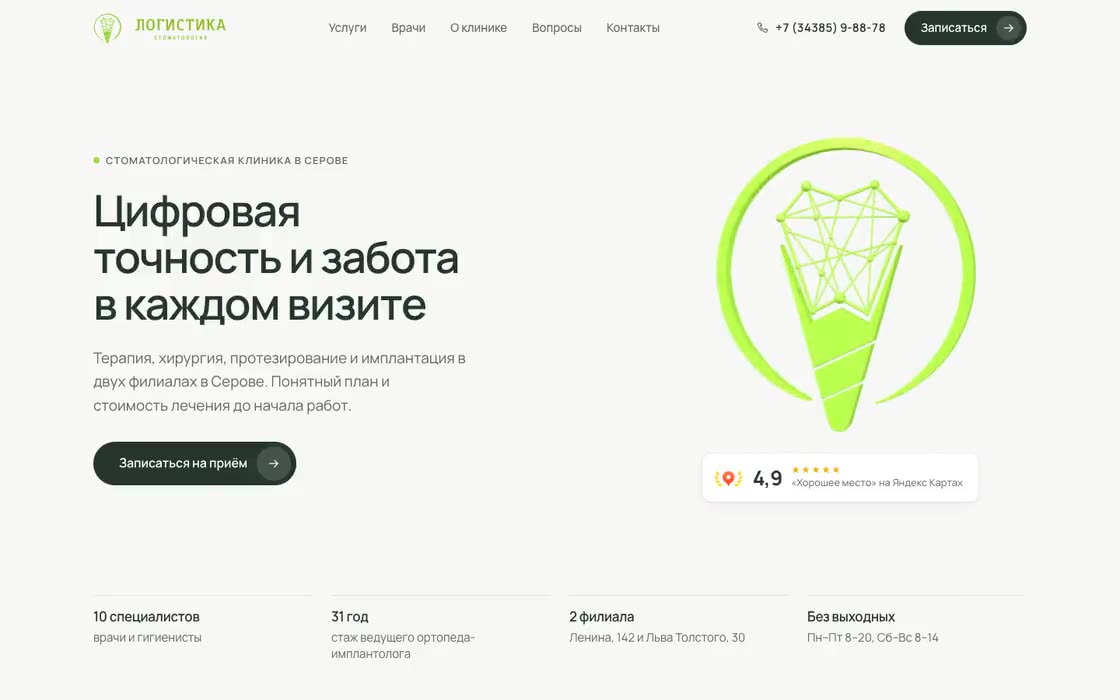 ЛОГИСТИКА
СТОМАТОЛОГИЯ
Услуги
Врачи
О клинике
Вопросы
Контакты
+7 (34385) 9-88-78
Записаться
СТОМАТОЛОГИЧЕСКАЯ КЛИНИКА В СЕРОВЕ
Цифровая
точность и забота
в каждом визите
Терапия, хирургия, протезирование и имплантация в
двух филиалах в Серове. Понятный план и
стоимость лечения до начала работ.
Записаться на приём
4,9
«Хорошее место» на Яндекс Картах
10 специалистов
врачи и гигиенисты
31 год
стаж ведущего ортопеда-
имплантолога
2 филиала
Ленина, 142 и Льва Толстого, 30
Без выходных
Пн–Пт 8–20, Сб–Вс 8–14